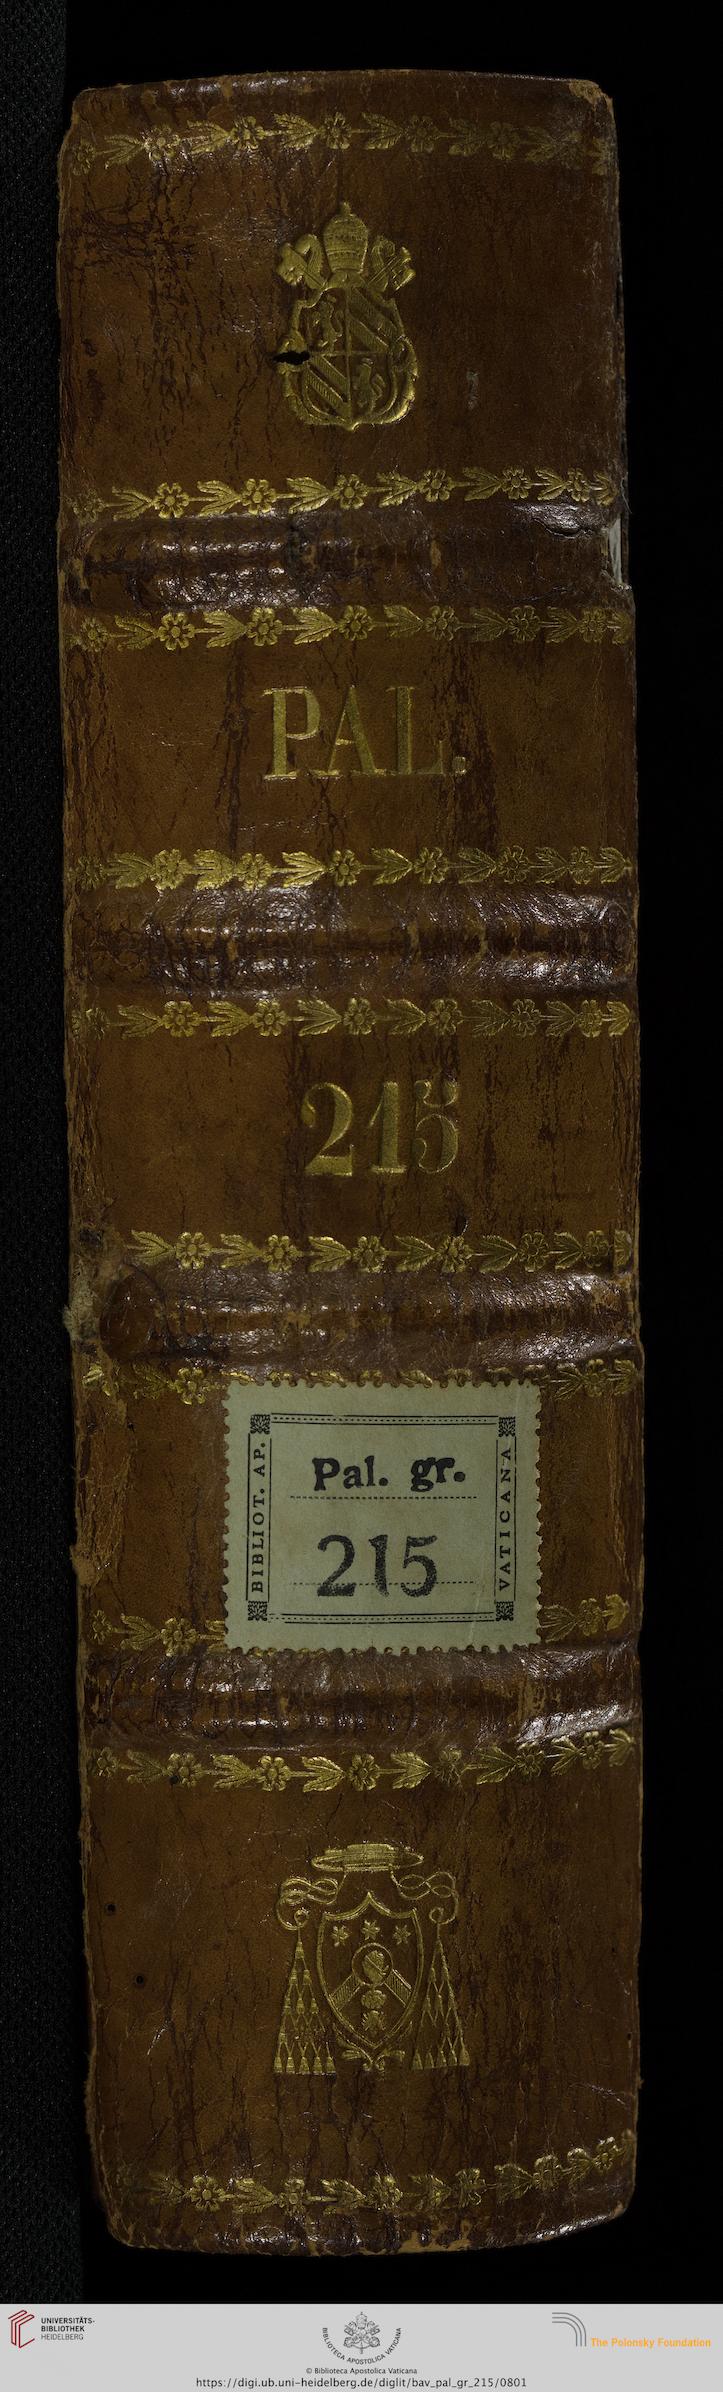 PAL.
215
BIBLIOT. AP.
Pal. gr.
215
VATICANA
UNIVERSITÄTS-
BIBLIOTHEK
HEIDELBERG
BIBLIOTECA APOSTOLICA VATICANA
The Polonsky Foundation
© Biblioteca Apostolica Vaticana
https://digi.ub.uni-heidelberg.de/diglit/bav_pal_gr_215/0801